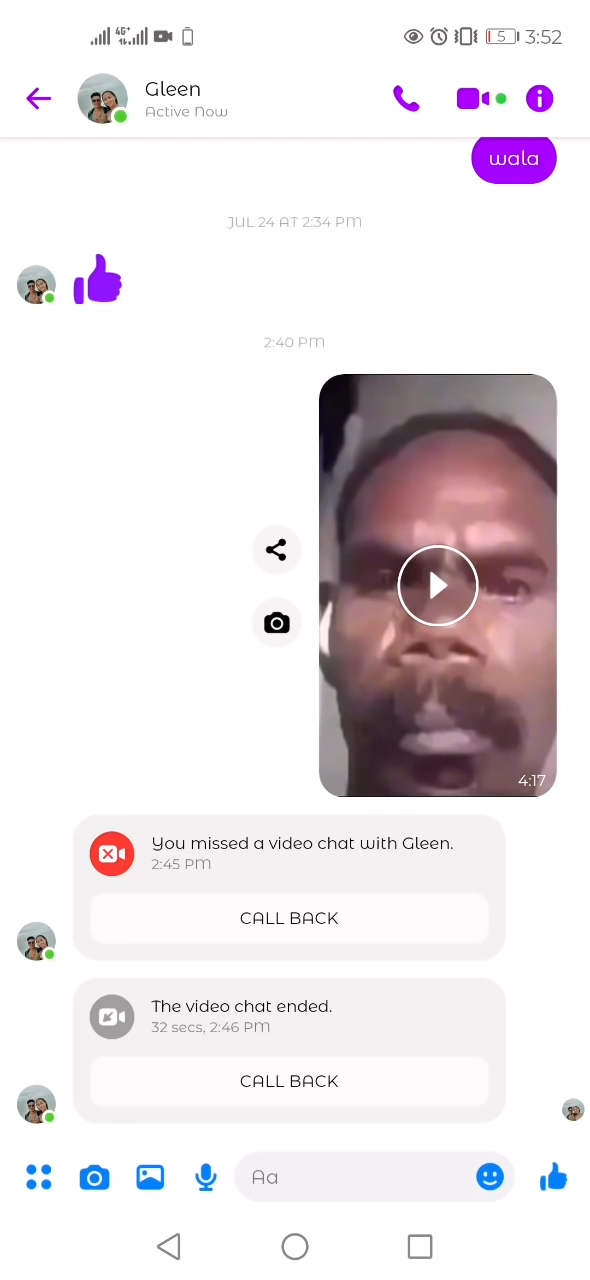 4G+
5
3:52
Gleen
Active Now
wala
JUL 24 AT 2:34 PM
2:40 PM
4:17
You missed a video chat with Gleen.
2:45 PM
CALL BACK
The video chat ended.
32 secs, 2:46 PM
CALL BACK
Aa